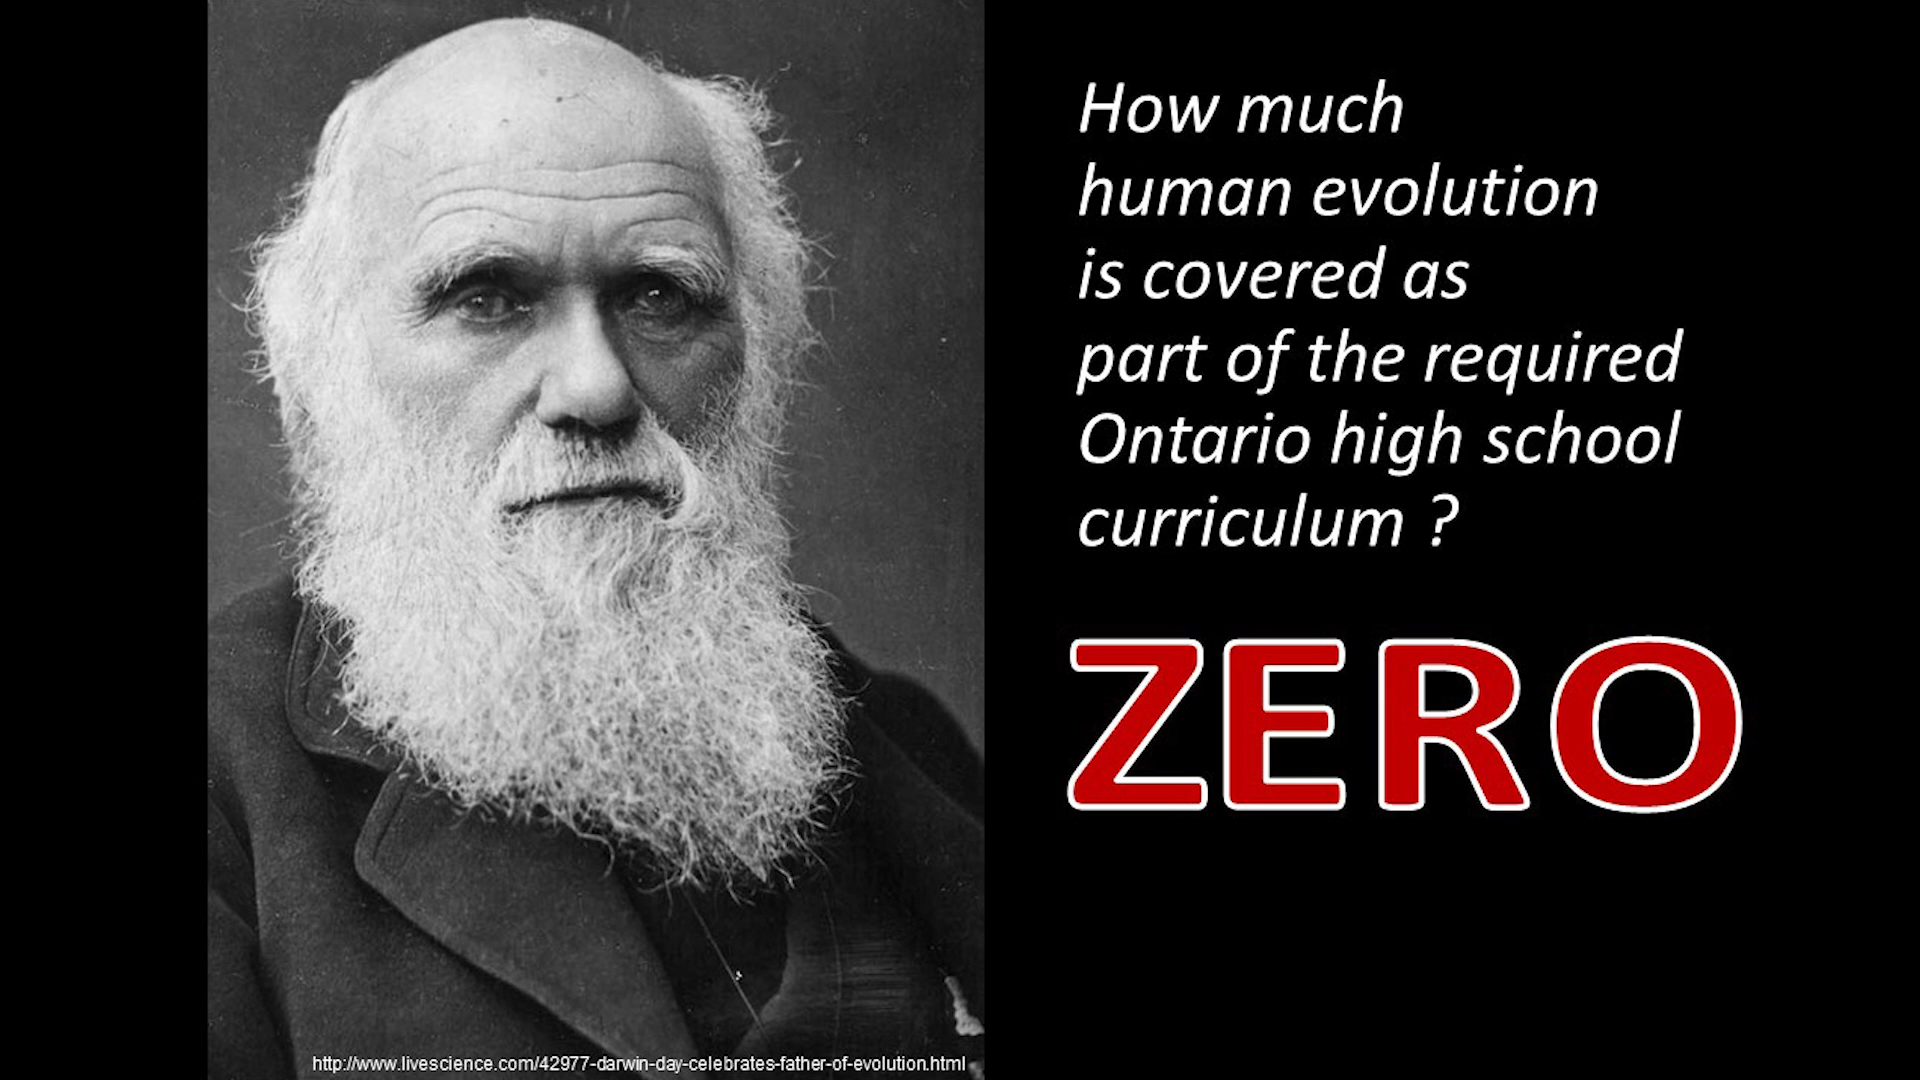 How much
human evolution
is covered as
part of the required
Ontario high school
curriculum ?
ZERO
http://www.livescience.com/42977-darwin-day-celebrates-father-of-evolution.html